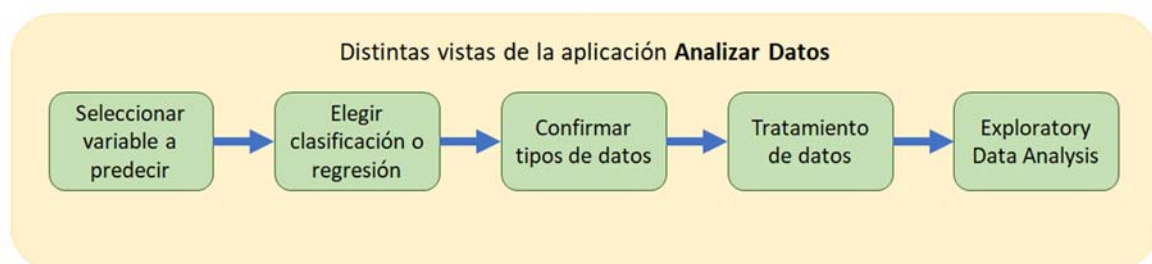 Distintas vistas de la aplicación Analizar Datos
Seleccionar
variable a
predecir
Elegir
clasificación o
regresión
Confirmar
tipos de datos
Tratamiento
de datos
Exploratory
Data Analysis